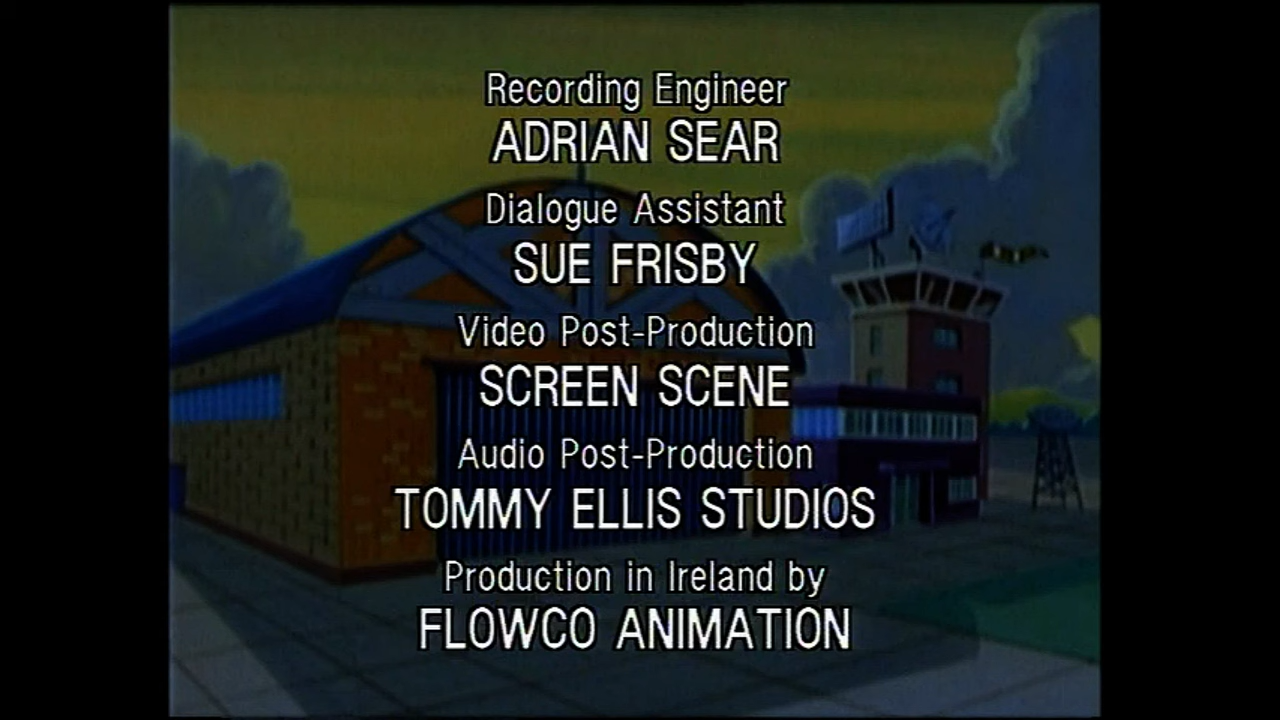 Recording Engineer
ADRIAN SEAR
Dialogue Assistant
SUE FRISBY
Video Post-Production
SCREEN SCENE
Audio Post-Production
TOMMY ELLIS STUDIOS
Production in Ireland by
FLOWCO ANIMATION